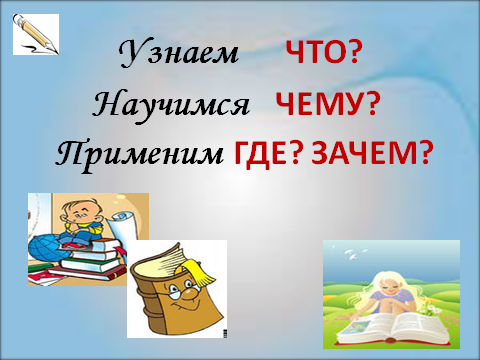 Узнаем ЧТО?
Научимся ЧЕМУ?
Применим ГДЕ? ЗАЧЕМ?